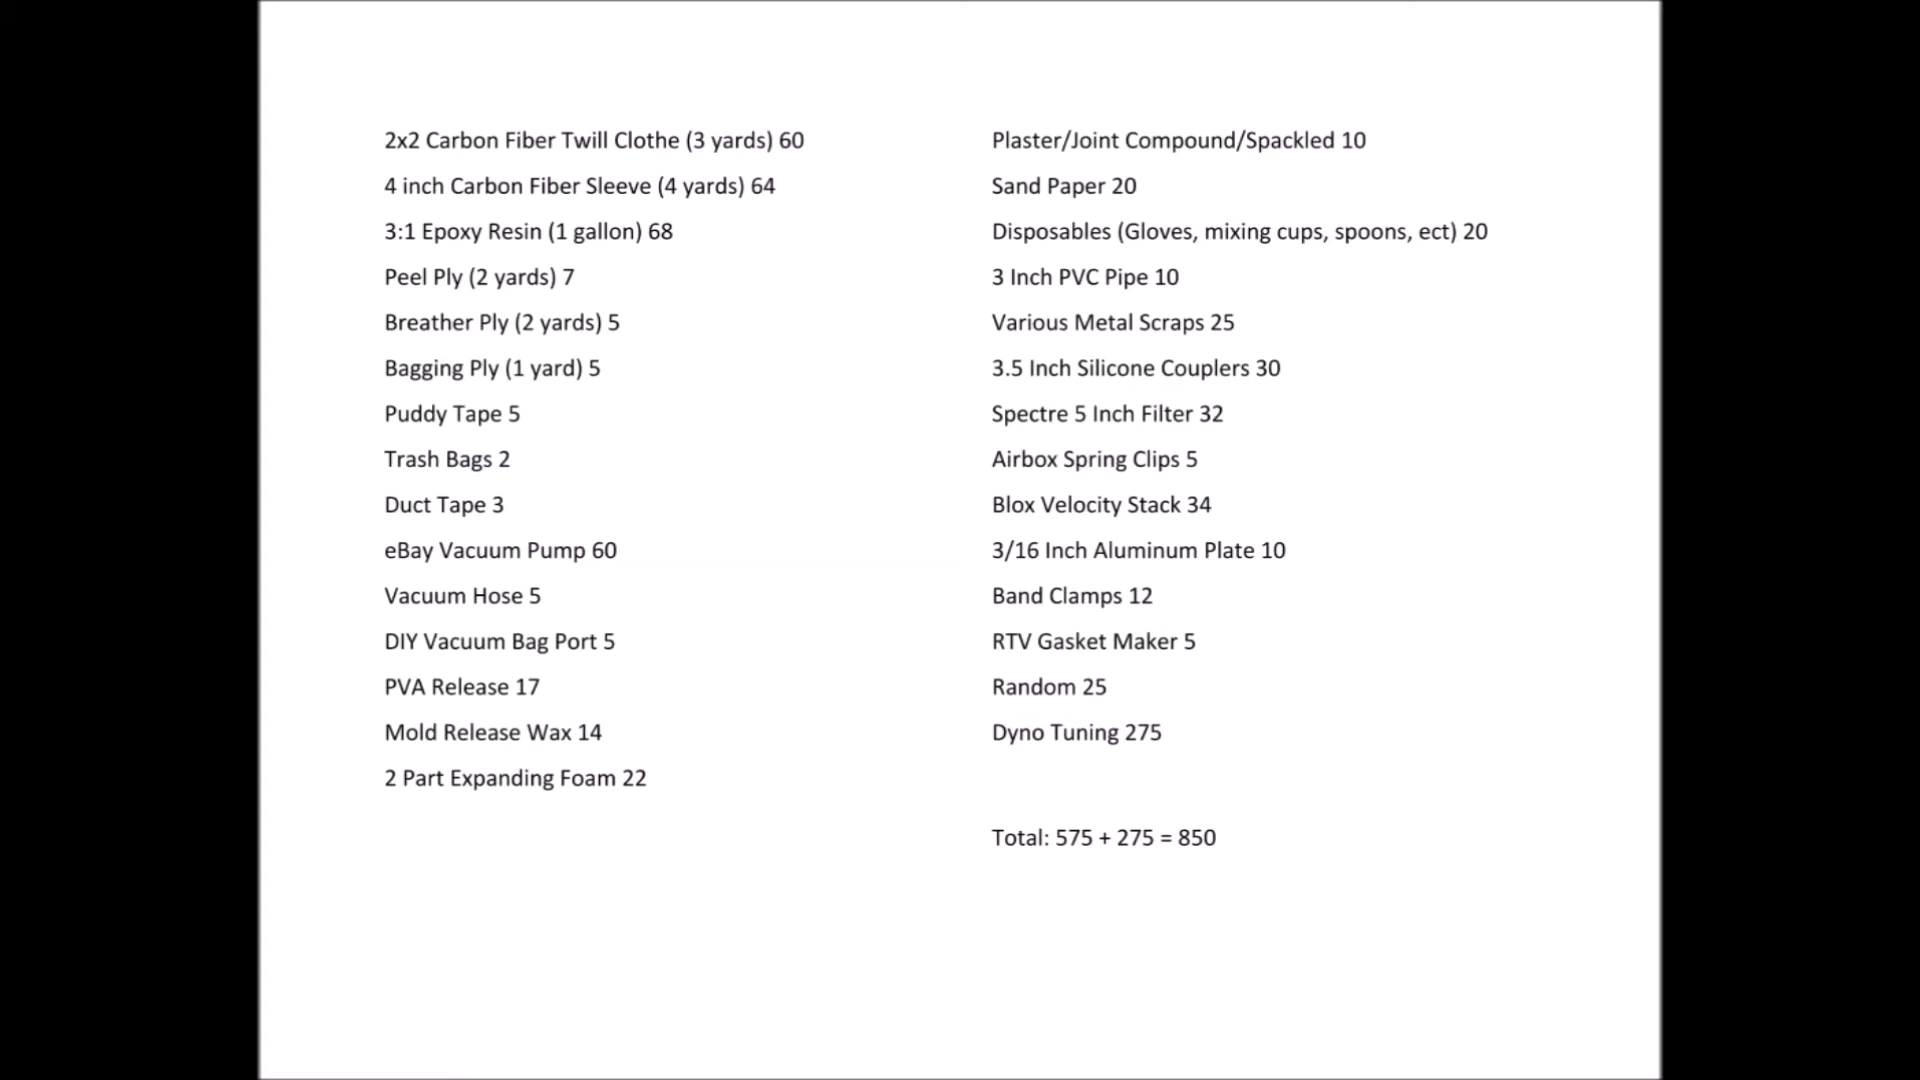 2x2 Carbon Fiber Twill Clothe (3 yards) 60
4 inch Carbon Fiber Sleeve (4 yards) 64
3:1 Epoxy Resin (1 gallon) 68
Peel Ply (2 yards) 7
Breather Ply (2 yards) 5
Bagging Ply (1 yard) 5
Puddy Tape 5
Trash Bags 2
Duct Tape 3
eBay Vacuum Pump 60
Vacuum Hose 5
DIY Vacuum Bag Port 5
PVA Release 17
Mold Release Wax 14
2 Part Expanding Foam 22
Plaster/Joint Compound/Spackled 10
Sand Paper 20
Disposables (Gloves, mixing cups, spoons, ect) 20
3 Inch PVC Pipe 10
Various Metal Scraps 25
3.5 Inch Silicone Couplers 30
Spectre 5 Inch Filter 32
Airbox Spring Clips 5
Blox Velocity Stack 34
3/16 Inch Aluminum Plate 10
Band Clamps 12
RTV Gasket Maker 5
Random 25
Dyno Tuning 275
Total: 575 + 275 = 850